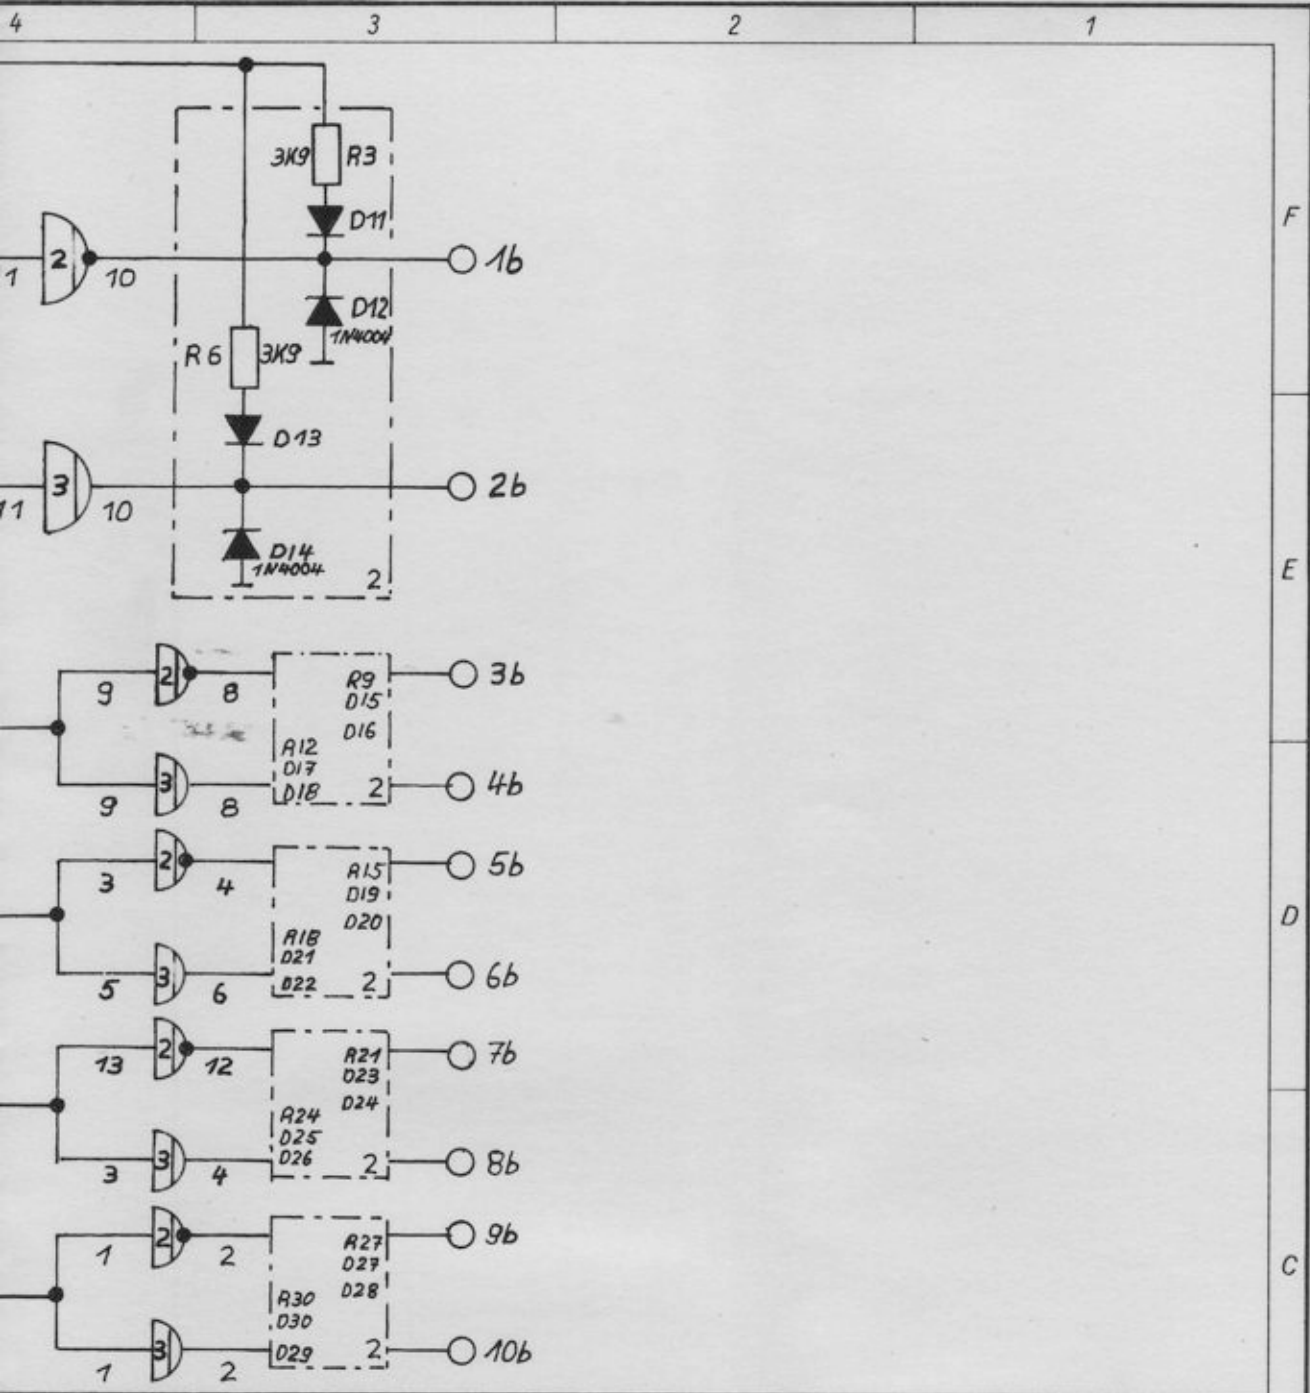 4 3 2 1
3K9 R3
F
D11
1 2 10 1b
D12
1N4004
R6 3K9
D13
11 3 10 2b
D14
1N4004
2
E
9 2 8 R9 3b
D15
D16
R12
D17
9 3 8 D18 2 4b
3 2 4 R15 5b
D19
D20
D
R18
D21
5 3 6 D22 2 6b
13 2 12 R21 7b
D23
D24
R24
D25
3 3 4 D26 2 8b
1 2 2 R27 9b
D27
D28
C
R30
D30
1 3 2 D29 2 10b